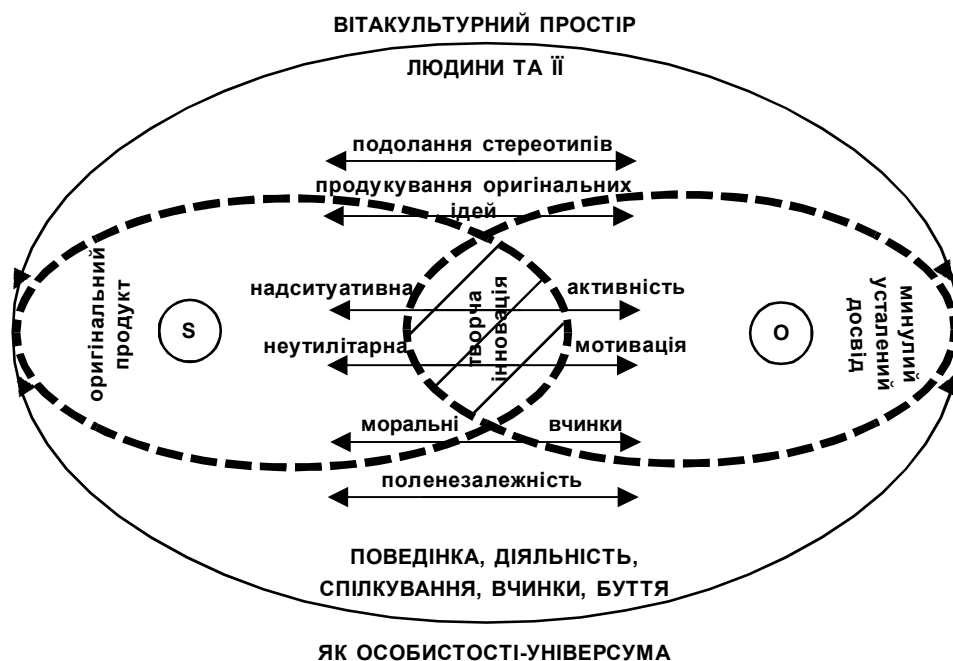 ВІТАКУЛЬТУРНИЙ ПРОСТІР
ЛЮДИНИ ТА ЇЇ
подолання стереотипів
продукування оригінальних
ідей
оригінальний
продукт
S
надситуативна
активність
творча
інновація
неутилітарна
мотивація
O
минулий
усталений
досвід
моральні
вчинки
поленезалежність
ПОВЕДІНКА, ДІЯЛЬНІСТЬ,
СПІЛКУВАННЯ, ВЧИНКИ, БУТТЯ
ЯК ОСОБИСТОСТІ-УНІВЕРСУМА